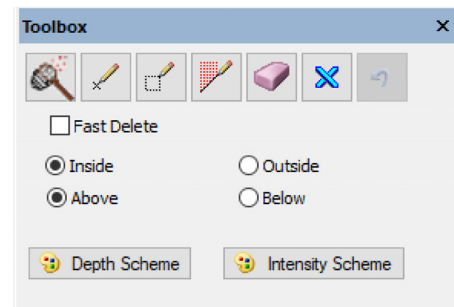 Toolbox
Fast Delete
Inside Outside
Above Below
Depth Scheme Intensity Scheme